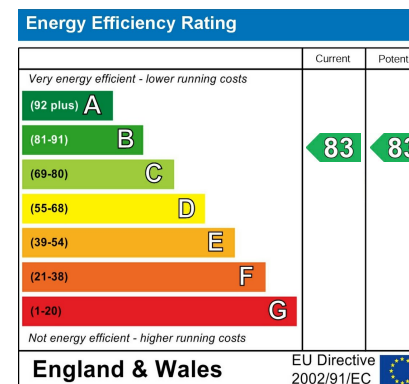 Energy Efficiency Rating
Current Potent
Very energy efficient - lower running costs
(92 plus) A
(81-91) B
83 83
(69-80) C
(55-68) D
(39-54) E
(21-38) F
(1-20) G
Not energy efficient - higher running costs
England & Wales
EU Directive
2002/91/EC